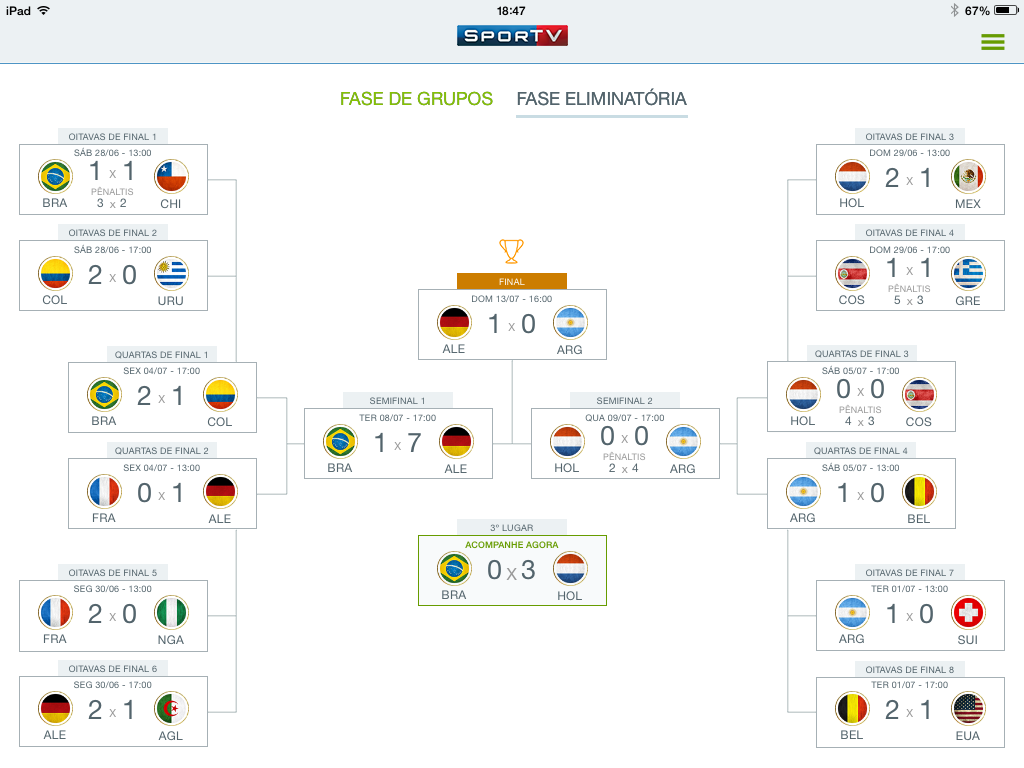 iPad 18:47 67%
SPORTV
FASE DE GRUPOS FASE ELIMINATÓRIA
OITAVAS DE FINAL 1
SÁB 28/06 - 13:00
1 x 1
PÊNALTIS
BRA 3 x 2 CHI
OITAVAS DE FINAL 2
SÁB 28/06 - 17:00
2 x 0
COL URU
QUARTAS DE FINAL 1
SEX 04/07 - 17:00
2 x 1
BRA COL
QUARTAS DE FINAL 2
SEX 04/07 - 13:00
0 x 1
FRA ALE
OITAVAS DE FINAL 5
SEG 30/06 - 13:00
2 x 0
FRA NGA
OITAVAS DE FINAL 6
SEG 30/06 - 17:00
2 x 1
ALE AGL
FINAL
DOM 13/07 - 16:00
1 x 0
ALE ARG
SEMIFINAL 1
TER 08/07 - 17:00
1 x 7
BRA ALE
SEMIFINAL 2
QUA 09/07 - 17:00
0 x 0
PÊNALTIS
HOL 2 x 4 ARG
3º LUGAR
ACOMPANHE AGORA
0 x 3
BRA HOL
OITAVAS DE FINAL 3
DOM 29/06 - 13:00
2 x 1
HOL MEX
OITAVAS DE FINAL 4
DOM 29/06 - 17:00
1 x 1
PÊNALTIS
COS 5 x 3 GRE
QUARTAS DE FINAL 3
SÁB 05/07 - 17:00
0 x 0
PÊNALTIS
HOL 4 x 3 COS
QUARTAS DE FINAL 4
SÁB 05/07 - 13:00
1 x 0
ARG BEL
OITAVAS DE FINAL 7
TER 01/07 - 13:00
1 x 0
ARG SUI
OITAVAS DE FINAL 8
TER 01/07 - 17:00
2 x 1
BEL EUA